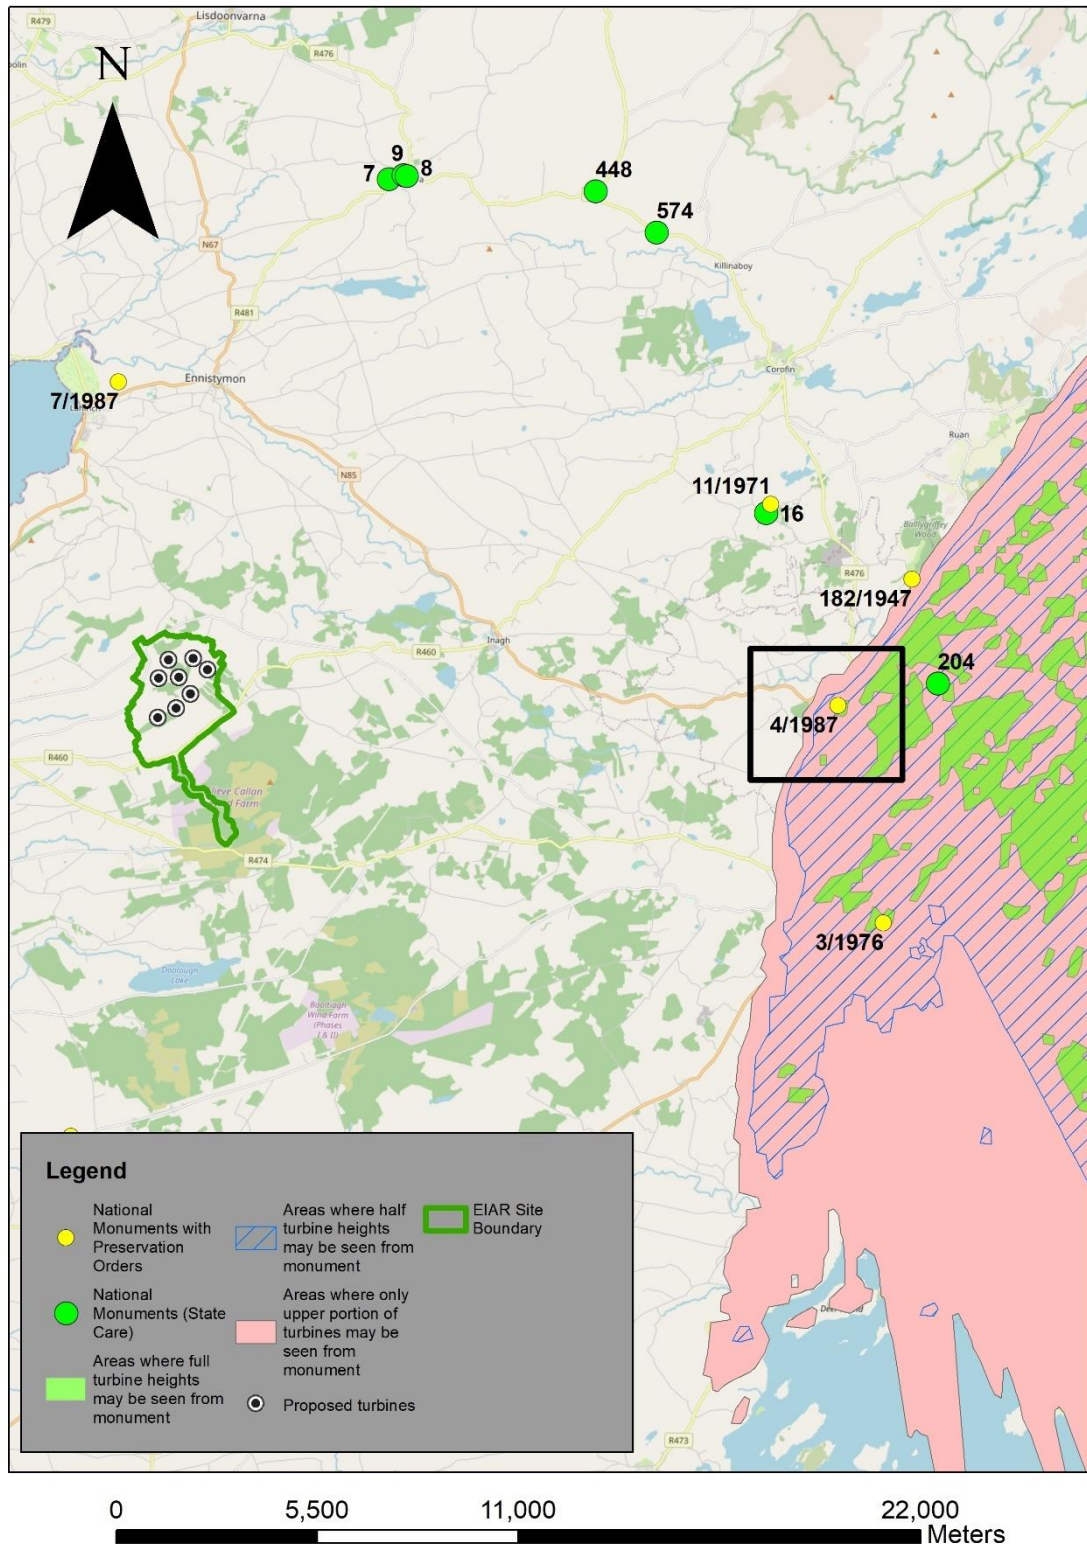 R479
Lisdoonvarna
R476
N
9
7
8
448
574
Killinaboy
N67
R481
Ennistymon
7/1987
Corofin
Ruan
N85
11/1971
16
Ballygriffey
Wood
R476
182/1947
Inagh
R460
204
4/1987
R460
R474
3/1976
Doolough
Lake
Booltiagh
Wind Farm
(Phases
I & II)
Legend
National
Monuments with
Preservation
Orders
National
Monuments (State
Care)
Areas where full
turbine heights
may be seen from
monument
Areas where half
turbine heights
may be seen from
monument
Areas where only
upper portion of
turbines may be
seen from
monument
Proposed turbines
EIAR Site
Boundary
R473
0
5,500
11,000
22,000
Meters